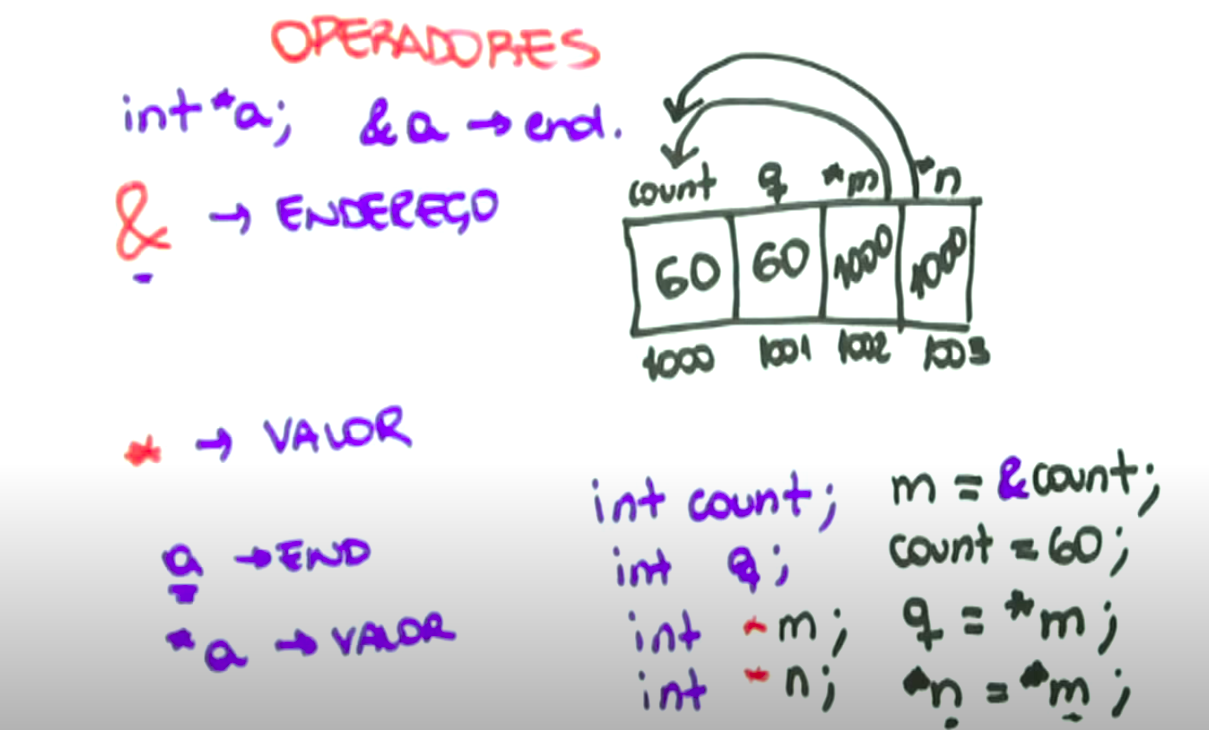 OPERADORES
int *a; &a → end.
& → ENDEREÇO
count q *m *n
60 60 1000 1000
1000 1001 1002 1003
* → VALOR
a → END
*a → VALOR
int count;
int q;
int *m;
int *n;
m = &count;
count = 60;
q = *m;
*n = *m;